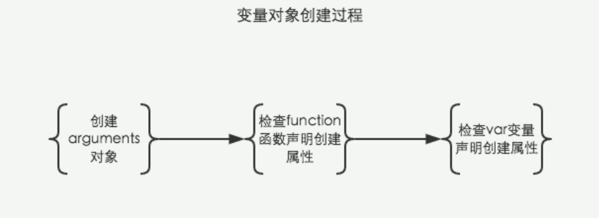 变量对象创建过程
创建
arguments
对象
检查function
函数声明创建
属性
检查var变量
声明创建属性